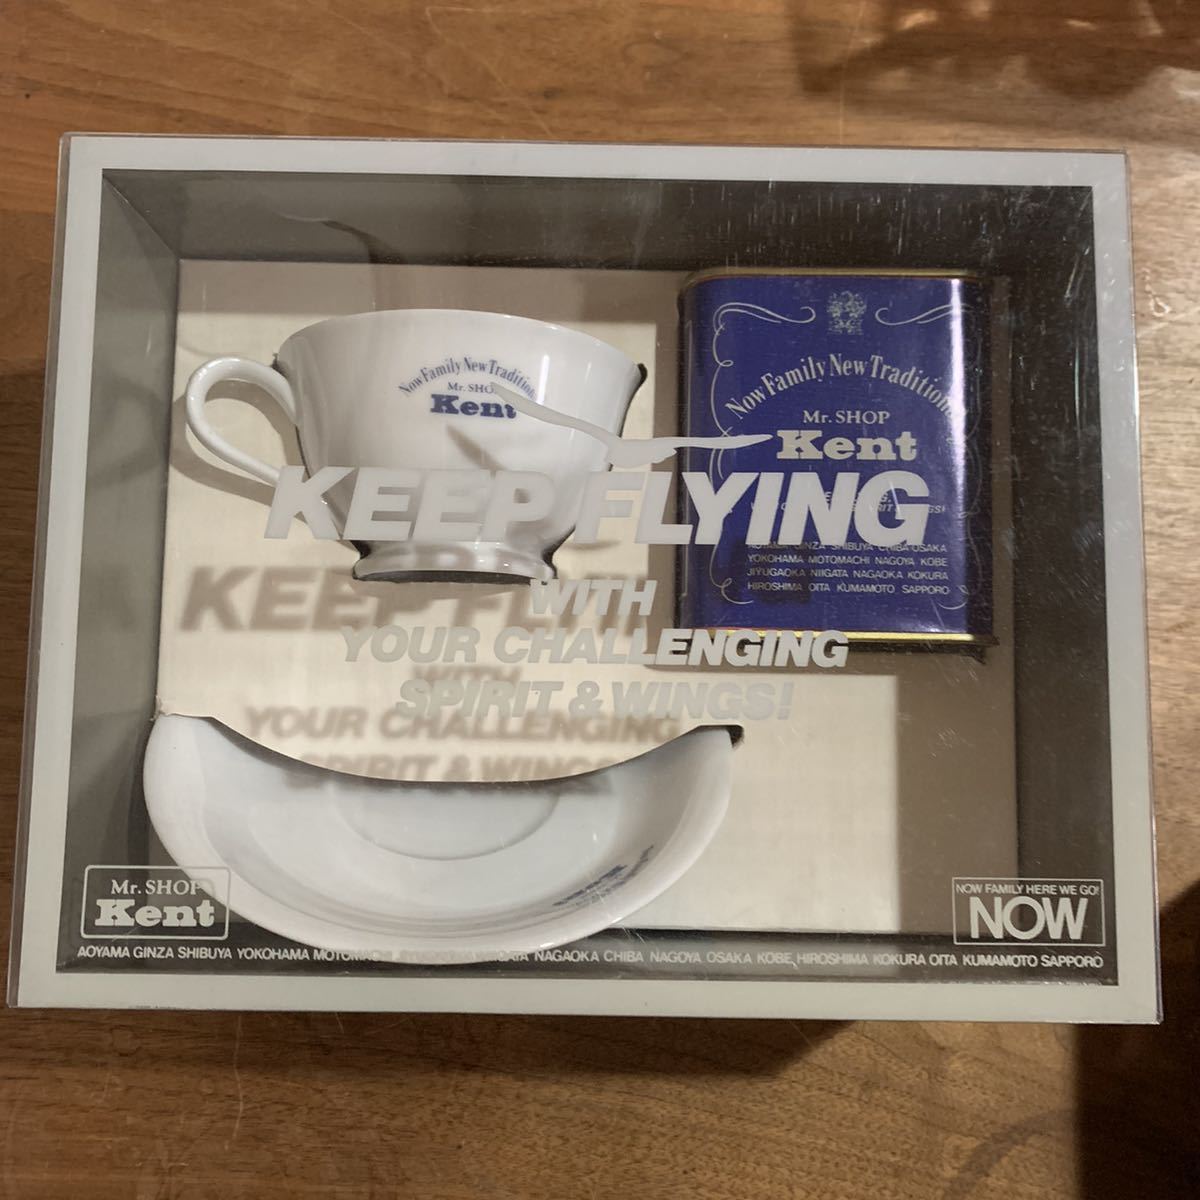 Now Family New Tradition
Mr. SHO
Kent
Now Family New Tradition
Mr. SHOP
Kent
AOYAMA GINZA SHIBUYA CHIBA OSAKA
YOKOHAMA MOTOMACHI NAGOYA KOBE
JIYUGAOKA NIIGATA NAGAOKA KOKURA
HIROSHIMA OITA KUMAMOTO SAPPORO
KEEP FLYING
WITH
YOUR CHALLENGING
SPIRIT & WINGS!
Mr. SHOP
Kent
NOW FAMILY HERE WE GO!
NOW
AOYAMA GINZA SHIBUYA YOKOHAMA MOTOMACHI NIIGATA NAGAOKA CHIBA NAGOYA OSAKA KOBE HIROSHIMA KOKURA OITA KUMAMOTO SAPPORO